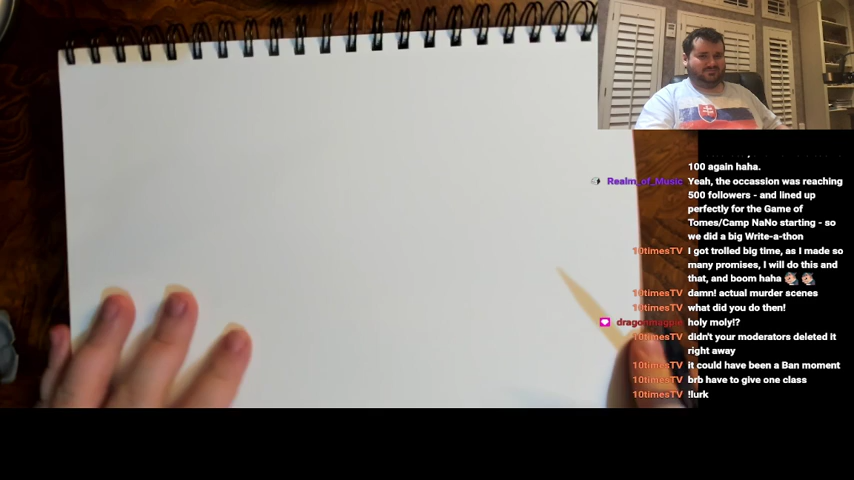 100 again haha.
Realm_of_Music Yeah, the occassion was reaching
500 followers - and lined up
perfectly for the Game of
Tomes/Camp NaNo starting - so
we did a big Write-a-thon
10timesTV I got trolled big time, as I made so
many promises, I will do this and
that, and boom haha
10timesTV damn! actual murder scenes
10timesTV what did you do then!
dragonmagpie holy moly!?
10timesTV didn't your moderators deleted it
right away
10timesTV it could have been a Ban moment
10timesTV brb have to give one class
10timesTV !lurk